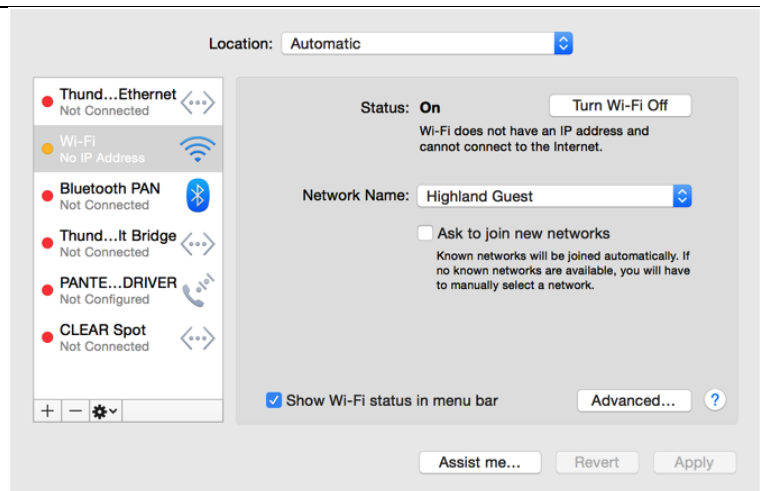 Location: Automatic
Thund...Ethernet
Not Connected
Wi-Fi
No IP Address
Bluetooth PAN
Not Connected
Thund...lt Bridge
Not Connected
PANTE...DRIVER
Not Configured
CLEAR Spot
Not Connected
Status: On
Turn Wi-Fi Off
Wi-Fi does not have an IP address and
cannot connect to the Internet.
Network Name: Highland Guest
Ask to join new networks
Known networks will be joined automatically. If
no known networks are available, you will have
to manually select a network.
Show Wi-Fi status in menu bar
Advanced...
?
Assist me...
Revert
Apply